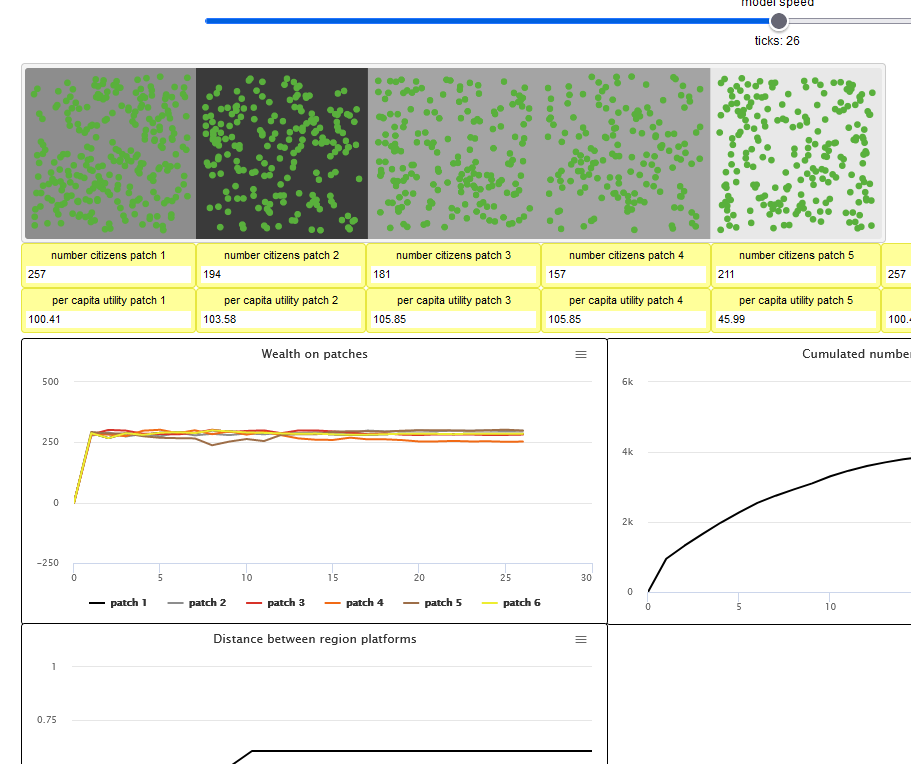 model speed
ticks: 26
number citizens patch 1
number citizens patch 2
number citizens patch 3
number citizens patch 4
number citizens patch 5
257
194
181
157
211
257
per capita utility patch 1
per capita utility patch 2
per capita utility patch 3
per capita utility patch 4
per capita utility patch 5
100.41
103.58
105.85
105.85
45.99
100.4
Wealth on patches
500
250
0
−250
0
5
10
15
20
25
30
patch 1
patch 2
patch 3
patch 4
patch 5
patch 6
Cumulated number
6k
4k
2k
0
0
5
10
Distance between region platforms
1
0.75